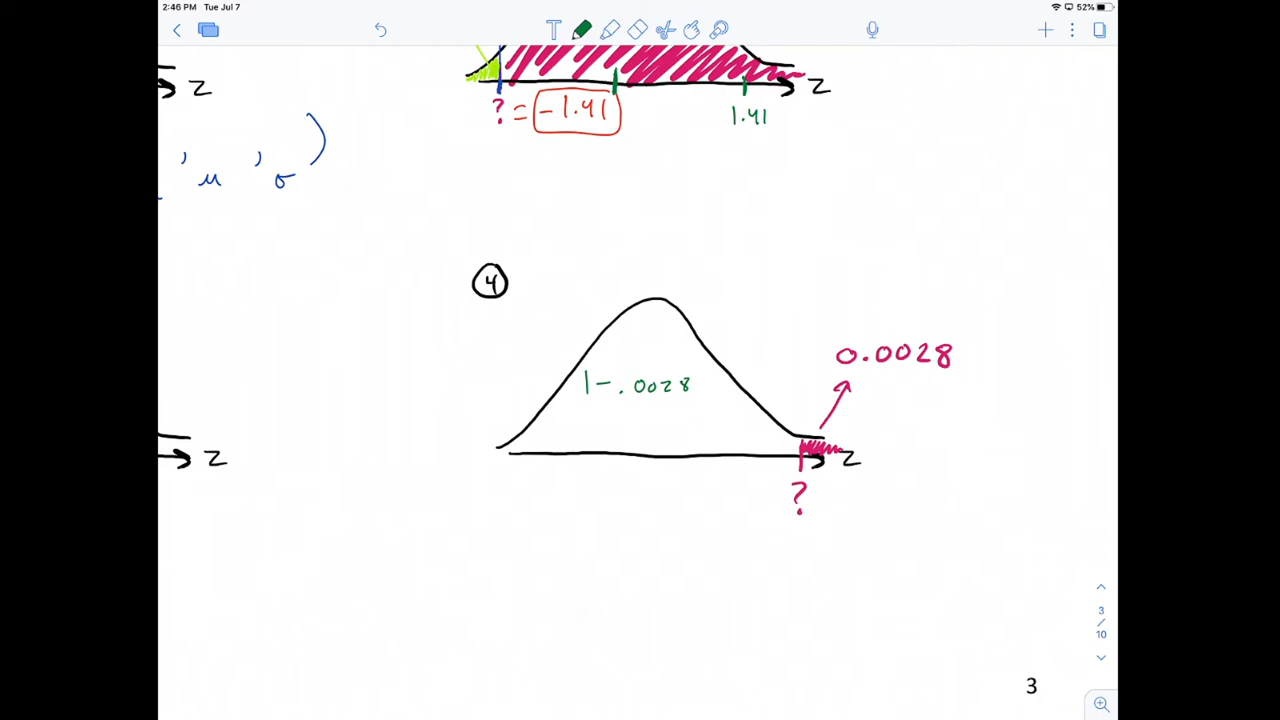 2:46 PM Tue Jul 7
52%
T
Z
? = -1.41
1.41
Z
, μ , σ )
4
0.0028
1-.0028
Z
Z
?
3
/
10
3